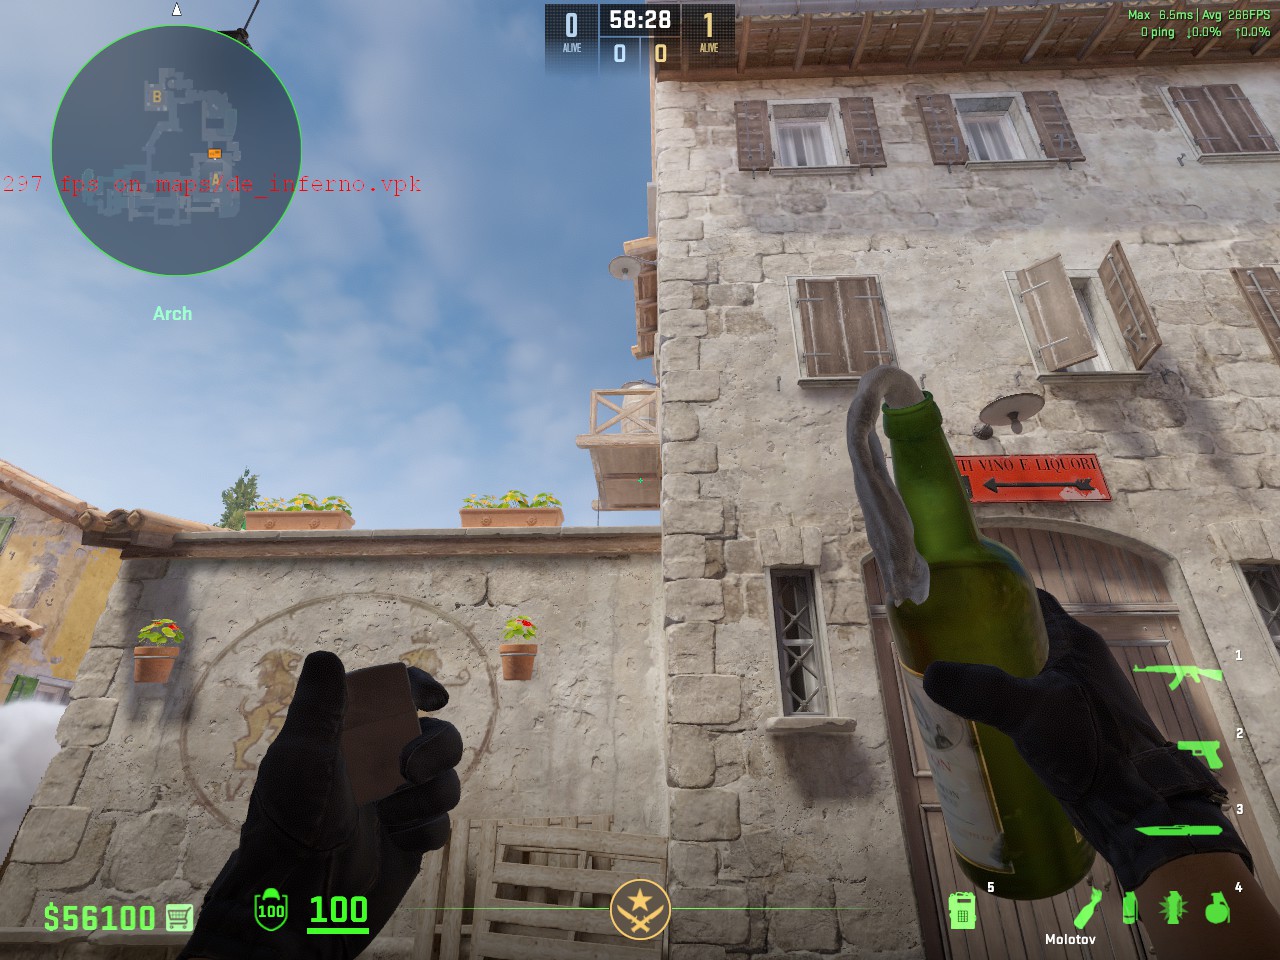 0
ALIVE
58:28
0 0
1
ALIVE
Max 6.5ms | Avg 266FPS
0 ping ↓0.0% ↑0.0%
B
A
297 fps on maps/de_inferno.vpk
Arch
VINO E LIQUORI
1
2
3
4
5
$56100
100
100
Molotov